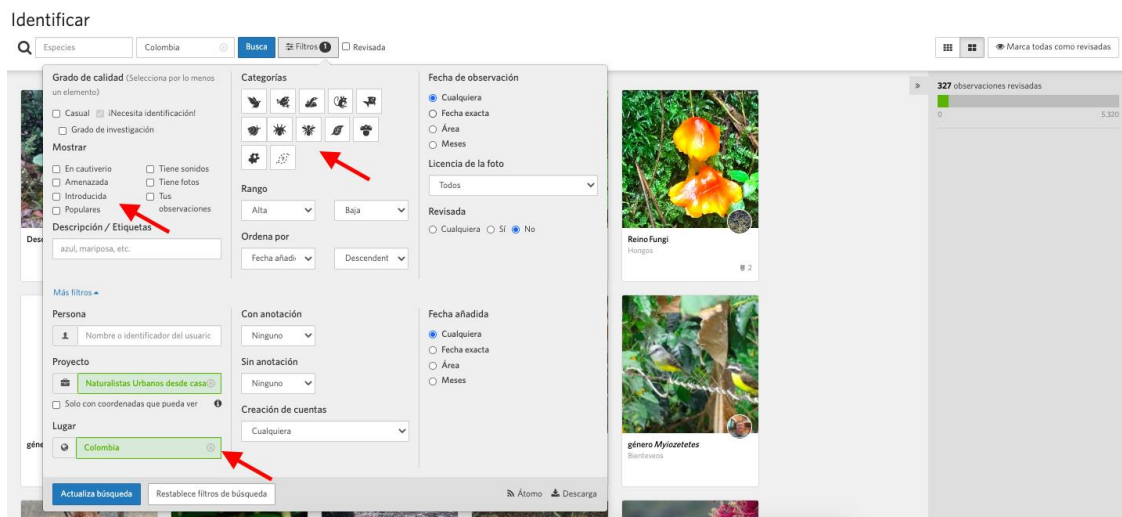 Identificar
Especies
Colombia
Busca
Filtros 1
Revisada
Marca todas como revisadas
Grado de calidad (Selecciona por lo menos
un elemento)
Casual
¡Necesita identificación!
Grado de investigación
Mostrar
En cautiverio
Tiene sonidos
Amenazada
Tiene fotos
Introducida
Tus
observaciones
Populares
Descripción / Etiquetas
azul, mariposa, etc.
Categorías
Rango
Alta
Baja
Ordena por
Fecha añadi
Descendent
Fecha de observación
Cualquiera
Fecha exacta
Área
Meses
Licencia de la foto
Todos
Revisada
Cualquiera
Sí
No
Más filtros
Persona
Nombre o identificador del usuaric
Proyecto
Naturalistas Urbanos desde casa
Solo con coordenadas que pueda ver
Lugar
Colombia
Con anotación
Ninguno
Sin anotación
Ninguno
Creación de cuentas
Cualquiera
Fecha añadida
Cualquiera
Fecha exacta
Área
Meses
Actualiza búsqueda
Restablece filtros de búsqueda
Átomo
Descarga
Desc
géne
Reino Fungi
Hongos
2
género Myiozetetes
Bienteveos
»
327 observaciones revisadas
0
5.320